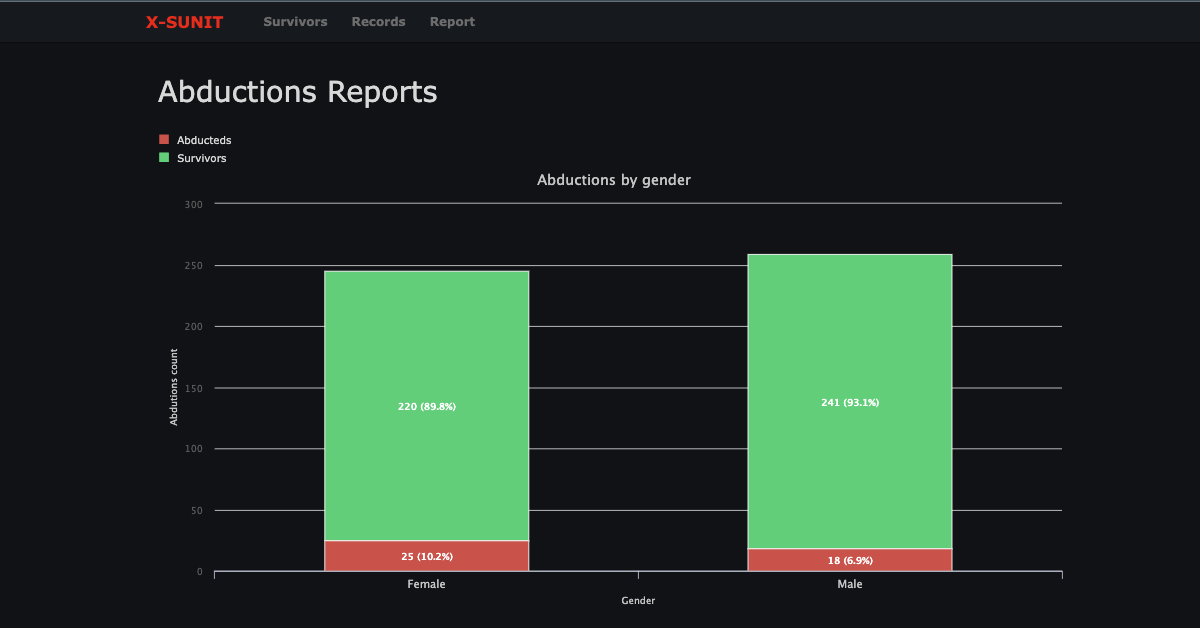 X-SUNIT Survivors Records Report
Abductions Reports
Abducteds
Survivors
Abductions by gender
300
250
200
150
100
50
0
Abdutions count
220 (89.8%)
241 (93.1%)
25 (10.2%)
18 (6.9%)
Female
Male
Gender